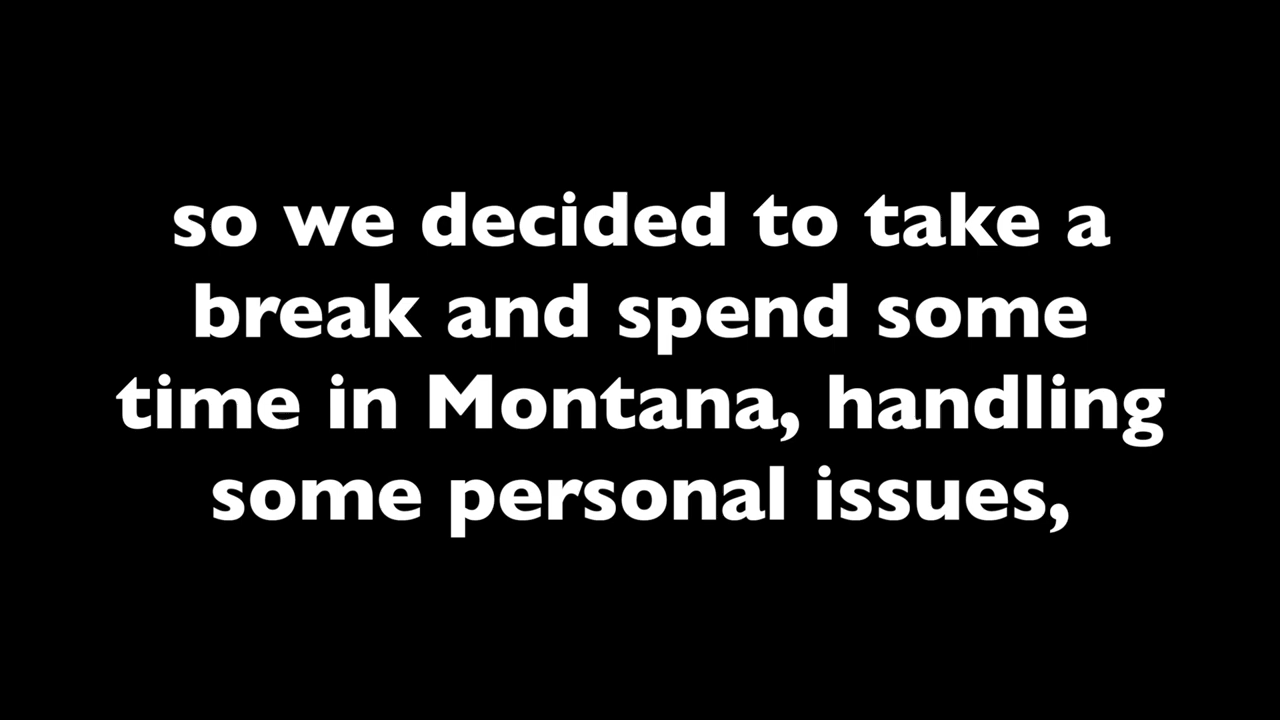 so we decided to take a
break and spend some
time in Montana, handling
some personal issues,